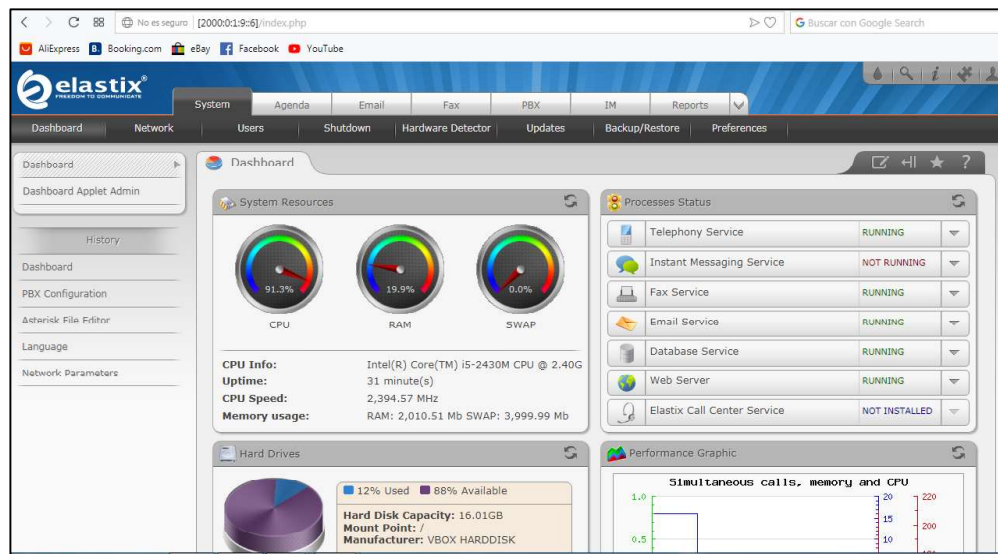 No es seguro [2000:0:1:9::6]/index.php
Buscar con Google Search
AliExpress B. Booking.com eBay Facebook YouTube
elastix®
FREEDOM TO COMMUNICATE
System Agenda Email Fax PBX IM Reports
Dashboard Network Users Shutdown Hardware Detector Updates Backup/Restore Preferences
Dashboard
Dashboard Applet Admin
History
Dashboard
PBX Configuration
Asterisk File Editor
Language
Network Parameters
Dashboard
System Resources
91.3%
19.9%
0.0%
CPU RAM SWAP
CPU Info: Intel(R) Core(TM) i5-2430M CPU @ 2.40G
Uptime: 31 minute(s)
CPU Speed: 2,394.57 MHz
Memory usage: RAM: 2,010.51 Mb SWAP: 3,999.99 Mb
Processes Status
Telephony Service RUNNING
Instant Messaging Service NOT RUNNING
Fax Service RUNNING
Email Service RUNNING
Database Service RUNNING
Web Server RUNNING
Elastix Call Center Service NOT INSTALLED
Hard Drives
12% Used 88% Available
Hard Disk Capacity: 16.01GB
Mount Point: /
Manufacturer: VBOX HARDDISK
Performance Graphic
Simultaneous calls, memory and CPU
1.0 20 220
15 200
0.5 10